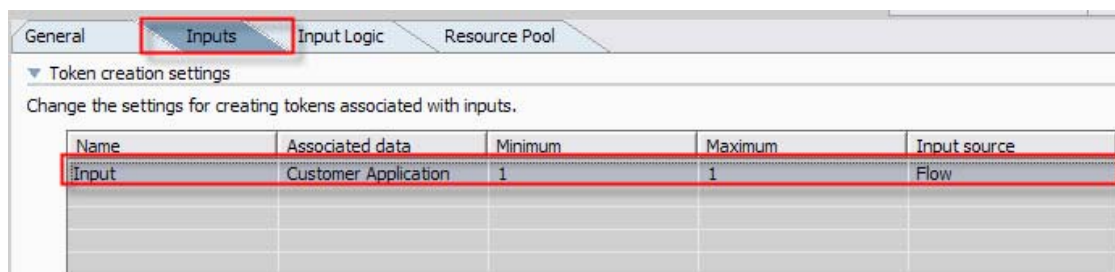 General Inputs Input Logic Resource Pool
Token creation settings
Change the settings for creating tokens associated with inputs.
Name Associated data Minimum Maximum Input source
Input Customer Application 1 1 Flow